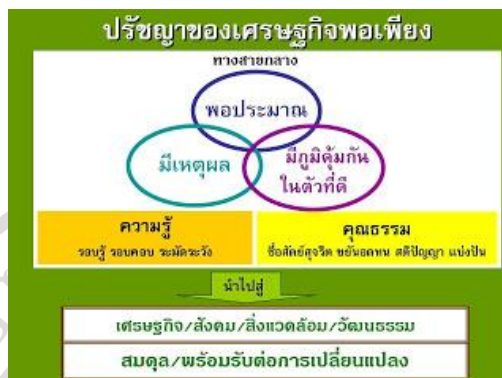 ปรัชญาของเศรษฐกิจพอเพียง
ทางสายกลาง
พอประมาณ
มีเหตุผล
มีภูมิคุ้มกัน
ในตัวที่ดี
ความรู้
รอบรู้ รอบคอบ ระมัดระวัง
คุณธรรม
ซื่อสัตย์สุจริต ขยันอดทน สติปัญญา แบ่งปัน
นำไปสู่
เศรษฐกิจ/สังคม/สิ่งแวดล้อม/วัฒนธรรม
สมดุล/พร้อมรับต่อการเปลี่ยนแปลง